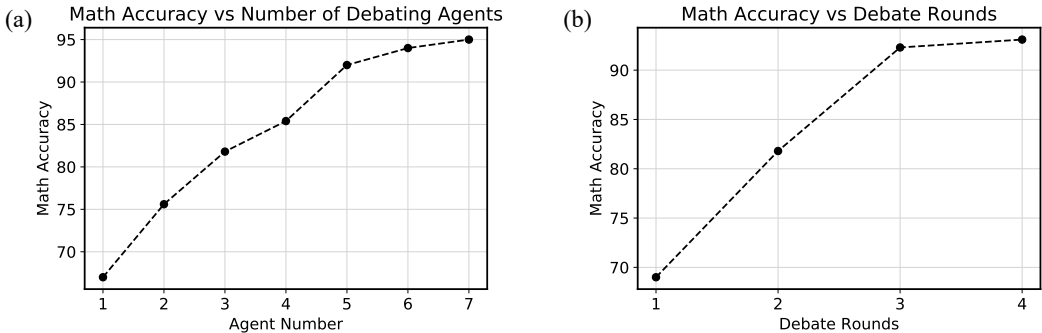 (a)
Math Accuracy vs Number of Debating Agents
95
90
85
80
75
70
Math Accuracy
1 2 3 4 5 6 7
Agent Number
(b)
Math Accuracy vs Debate Rounds
90
85
80
75
70
Math Accuracy
1 2 3 4
Debate Rounds